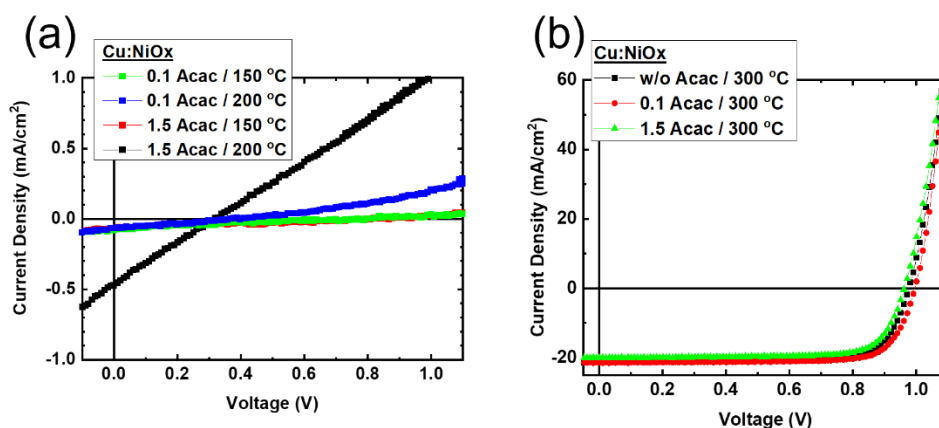 (a)
Cu:NiOx
0.1 Acac / 150 °C
0.1 Acac / 200 °C
1.5 Acac / 150 °C
1.5 Acac / 200 °C
1.0
0.5
0.0
-0.5
-1.0
Current Density (mA/cm²)
0.0 0.2 0.4 0.6 0.8 1.0
Voltage (V)
(b)
Cu:NiOx
w/o Acac / 300 °C
0.1 Acac / 300 °C
1.5 Acac / 300 °C
60
40
20
0
-20
Current Density (mA/cm²)
0.0 0.2 0.4 0.6 0.8 1.0
Voltage (V)